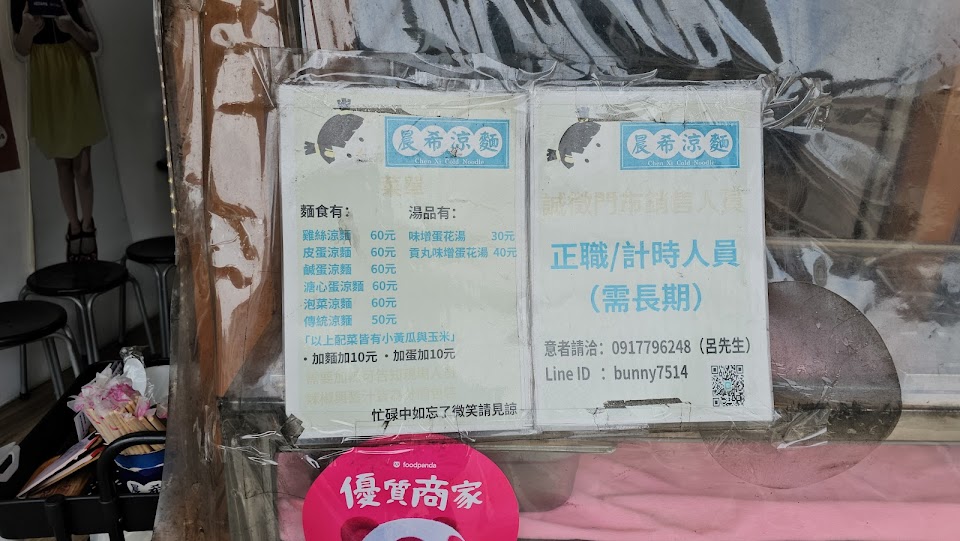 晨希涼麵
Chen Xi Cold Noodle
菜單
麵食有:
雞絲涼麵 60元
皮蛋涼麵 60元
鹹蛋涼麵 60元
溏心蛋涼麵 60元
泡菜涼麵 60元
傳統涼麵 50元
「以上配菜皆有小黃瓜與玉米」
・加麵加10元 ・加蛋加10元
湯品有:
味增蛋花湯 30元
貢丸味增蛋花湯 40元
忙碌中如忘了微笑請見諒
晨希涼麵
Chen Xi Cold Noodle
誠徵門市銷售人員
正職/計時人員
(需長期)
意者請洽：0917796248 (呂先生)
Line ID ：bunny7514
foodpanda
優質商家